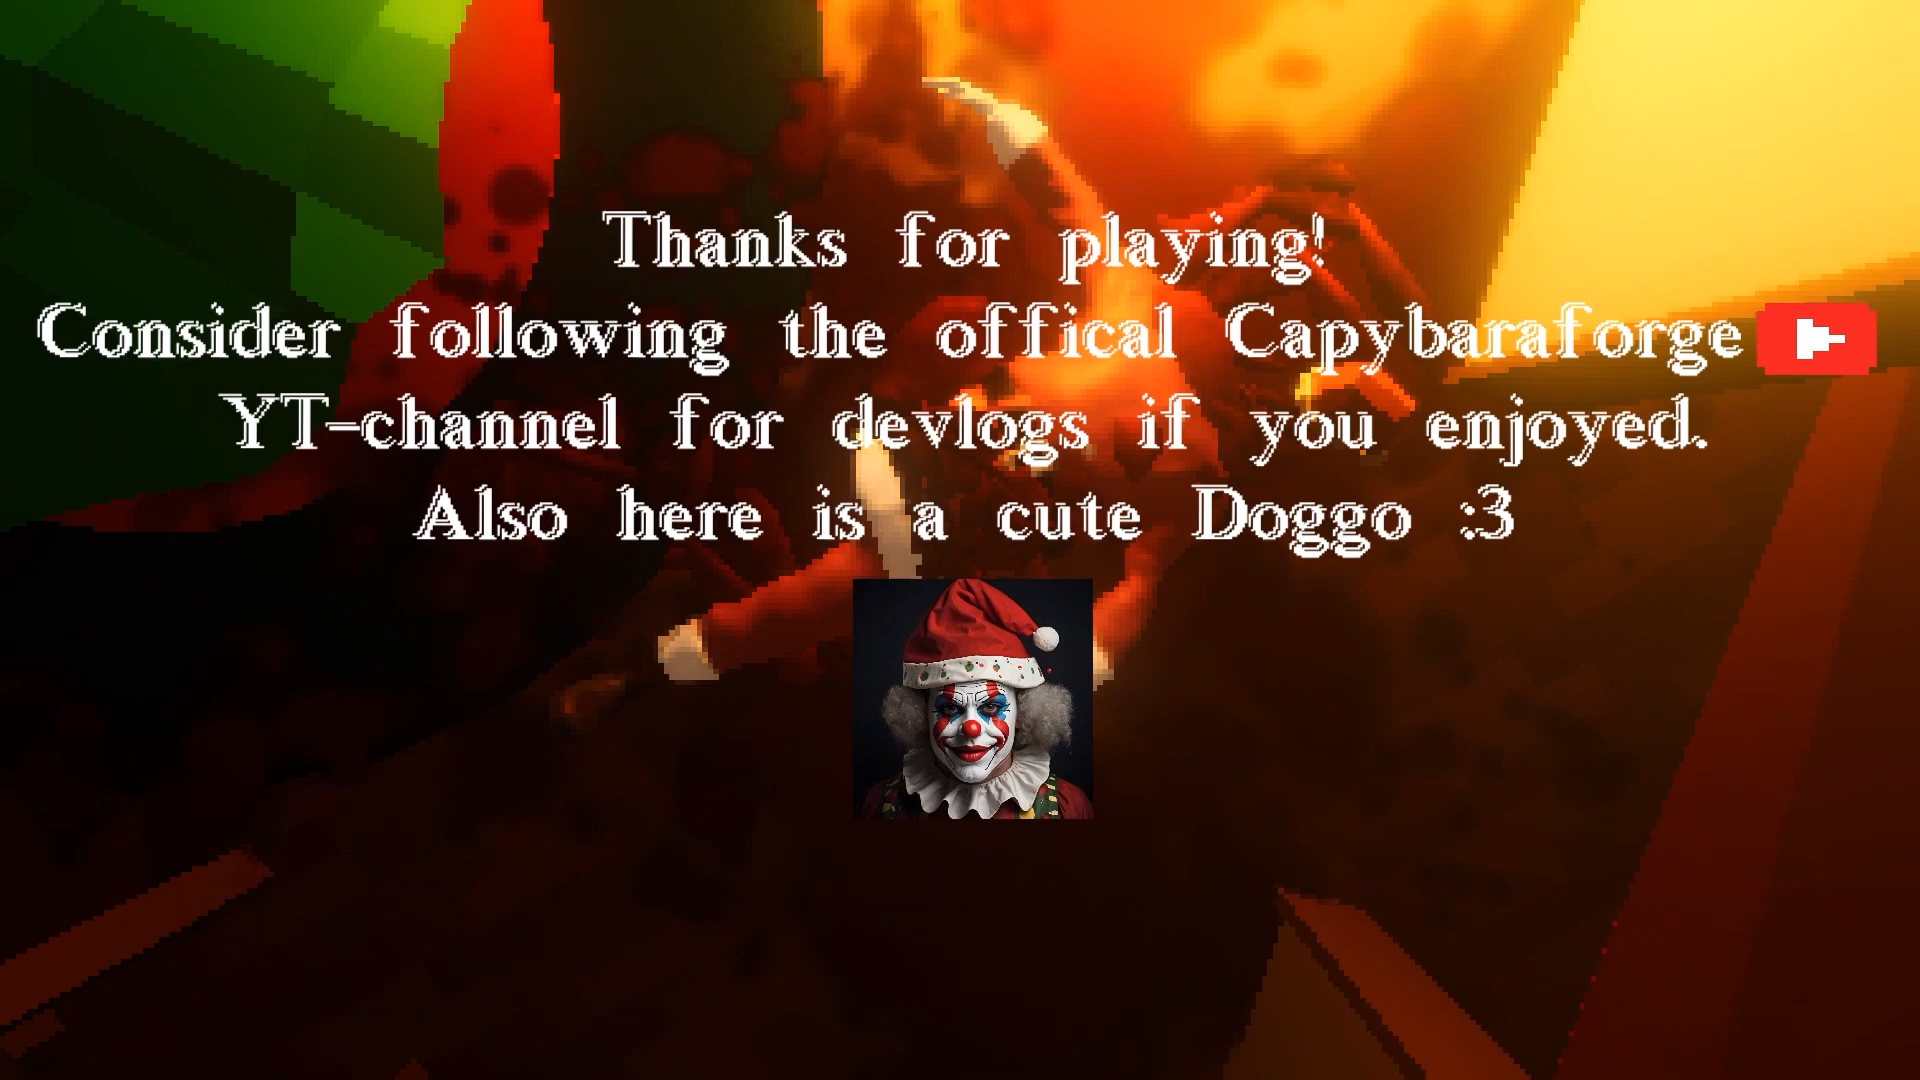 Thanks for playing!
Consider following the offical Capybaraforge
YT-channel for devlogs if you enjoyed.
Also here is a cute Doggo :3